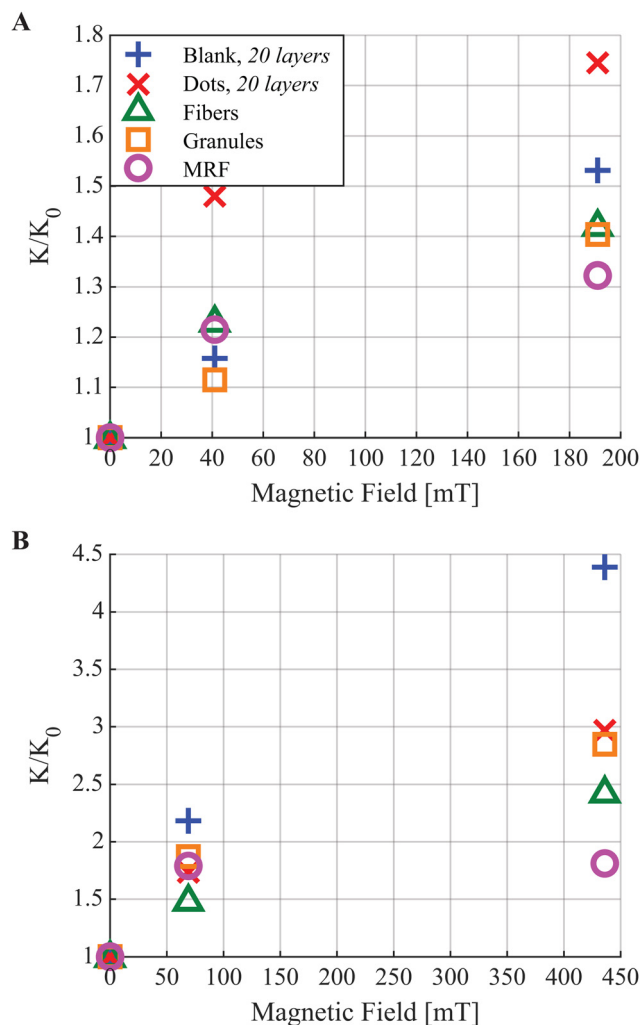 A
1.8
1.7
1.6
1.5
1.4
1.3
1.2
1.1
1
K/K0
Blank, 20 layers
Dots, 20 layers
Fibers
Granules
MRF
0 20 40 60 80 100 120 140 160 180 200
Magnetic Field [mT]
B
4.5
4
3.5
3
2.5
2
1.5
1
K/K0
0 50 100 150 200 250 300 350 400 450
Magnetic Field [mT]